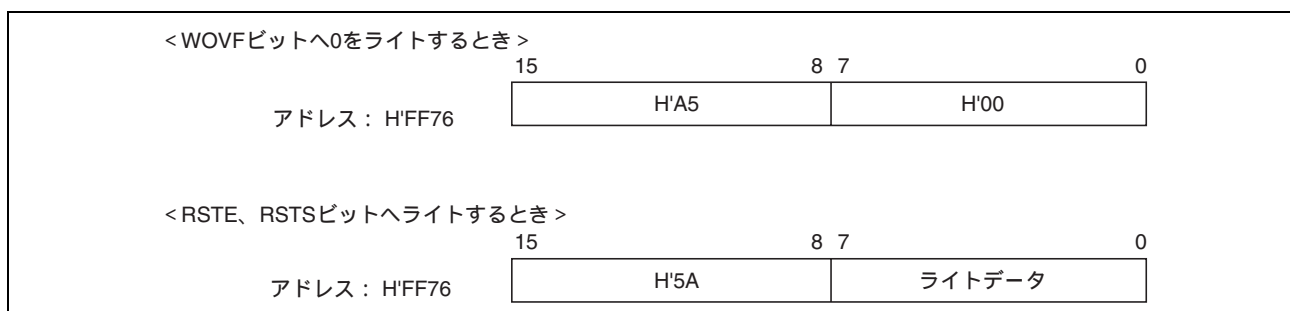 <WOVFビットへ0をライトするとき>
15 8 7 0
アドレス： H'FF76 H'A5 H'00
<RSTE、RSTSビットへライトするとき>
15 8 7 0
アドレス： H'FF76 H'5A ライトデータ